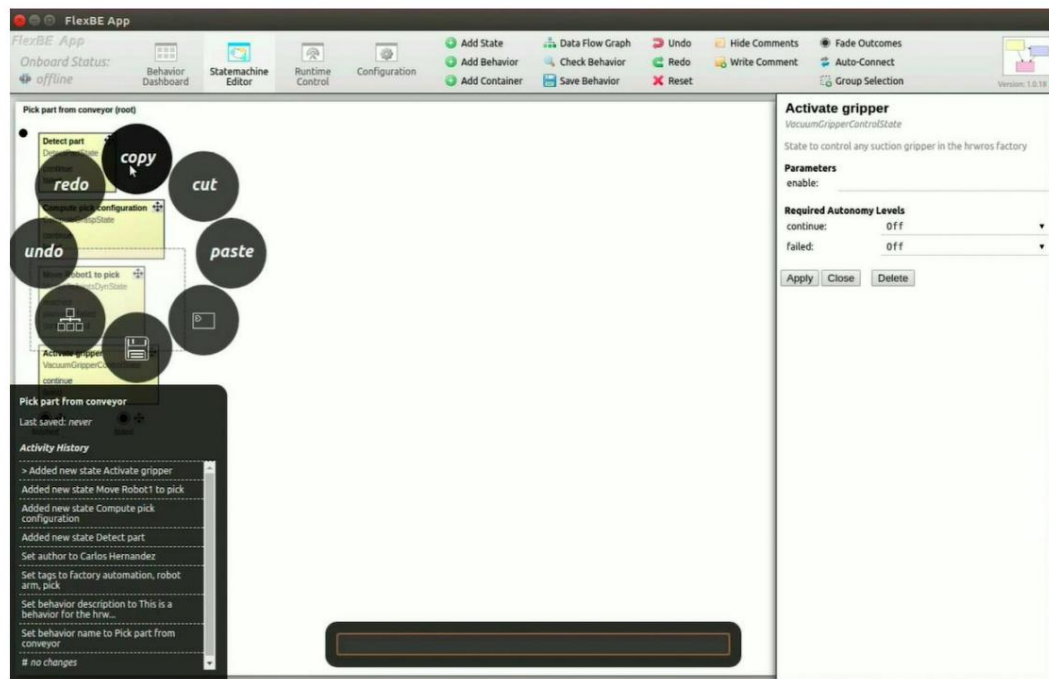 FlexBE App
FlexBE App
Onboard Status:
offline
Behavior Dashboard
Statemachine Editor
Runtime Control
Configuration
Add State
Add Behavior
Add Container
Data Flow Graph
Check Behavior
Save Behavior
Undo
Redo
Reset
Hide Comments
Write Comment
Fade Outcomes
Auto-Connect
Group Selection
Version: 1.0.19
Pick part from conveyor (root)
Detect part
continue
copy
redo
cut
Compute pick configuration
undo
paste
Move Robot1 to pick
Activate gripper
continue
Pick part from conveyor
Last saved: never
Activity History
> Added new state Activate gripper
Added new state Move Robot1 to pick
Added new state Compute pick
configuration
Added new state Detect part
Set author to Carlos Hernandez
Set tags to factory automation, robot
arm, pick
Set behavior description to This is a
behavior for the hrw...
Set behavior name to Pick part from
conveyor
# no changes
Activate gripper
VacuumGripperControlState
State to control any suction gripper in the hrwros factory
Parameters
enable:
Required Autonomy Levels
continue: Off
failed: Off
Apply Close Delete